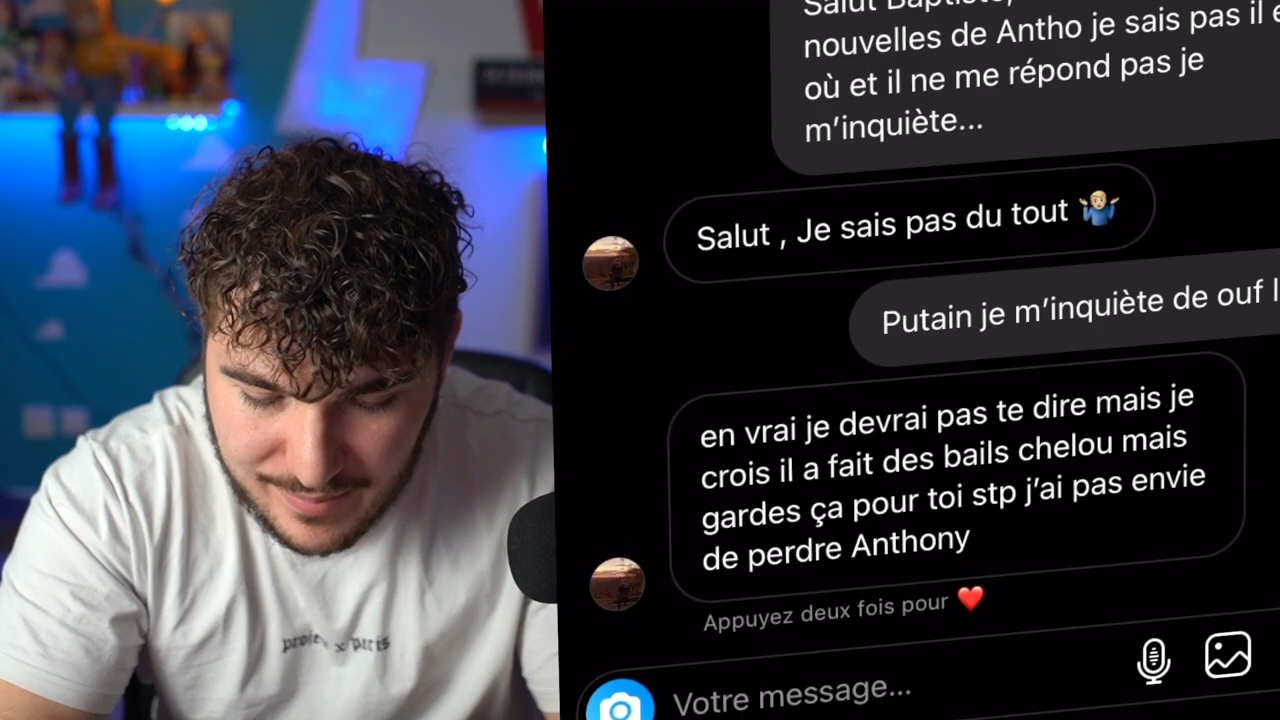 Salut Baptiste,
nouvelles de Antho je sais pas il
où et il ne me répond pas je
m'inquiète...
Salut , Je sais pas du tout 🤷🏼‍♂️
Putain je m'inquiète de ouf
en vrai je devrai pas te dire mais je
crois il a fait des bails chelou mais
gardes ça pour toi stp j'ai pas envie
de perdre Anthony
Appuyez deux fois pour ❤️
Votre message...
paris